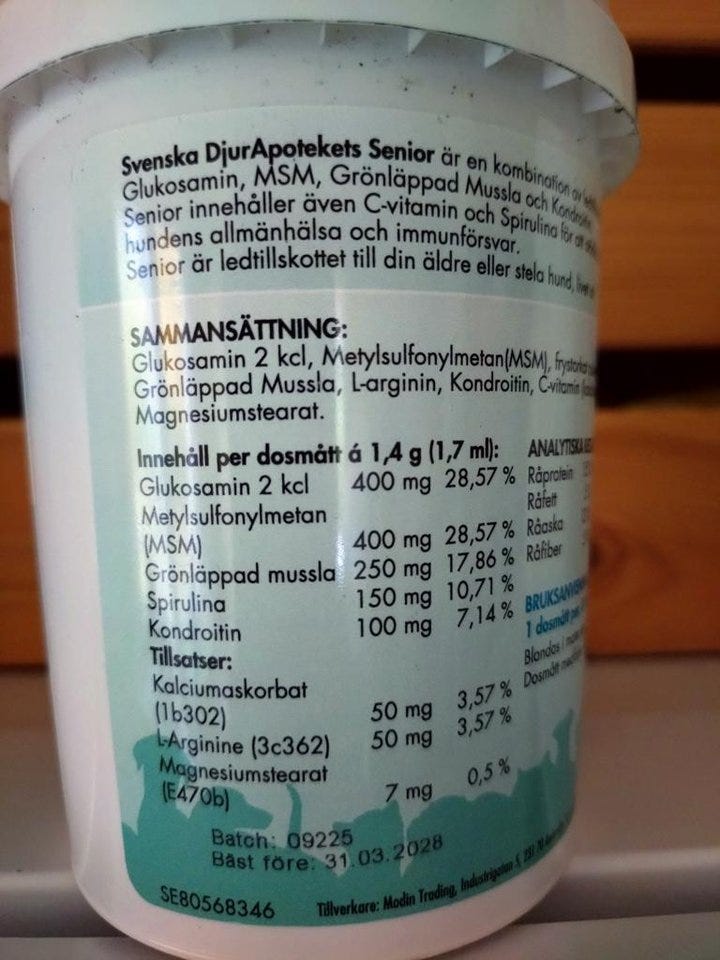 Svenska DjurApotekets Senior är en kombination av
Glukosamin, MSM, Grönläppad Mussla och
Senior innehåller även C-vitamin och Spirulina för att
hundens allmänhälsa och immunförsvar.
Senior är ledtillskottet till din äldre eller stela hund,
SAMMANSÄTTNING:
Glukosamin 2 kcl, Metylsulfonylmetan(MSM),
Grönläppad Mussla, L-arginin, Kondroitin, C-vitamin
Magnesiumstearat.
Innehåll per dosmått á 1,4 g (1,7 ml):
Glukosamin 2 kcl 400 mg 28,57 %
Metylsulfonylmetan
(MSM) 400 mg 28,57 %
Grönläppad mussla 250 mg 17,86 %
Spirulina 150 mg 10,71 %
Kondroitin 100 mg 7,14 %
Tillsatser:
Kalciumaskorbat
(1b302) 50 mg 3,57 %
L-Arginine (3c362) 50 mg 3,57 %
Magnesiumstearat
(E470b) 7 mg 0,5 %
ANALYTISKA
Råprotein
Råfett
Råaska
Råfiber
1 dosmått
Blandas i
Dosmått
Batch: 09225
Bäst före: 31.03.2028
SE80568346
Tillverkare: Modin Trading, Industrigatan 5,